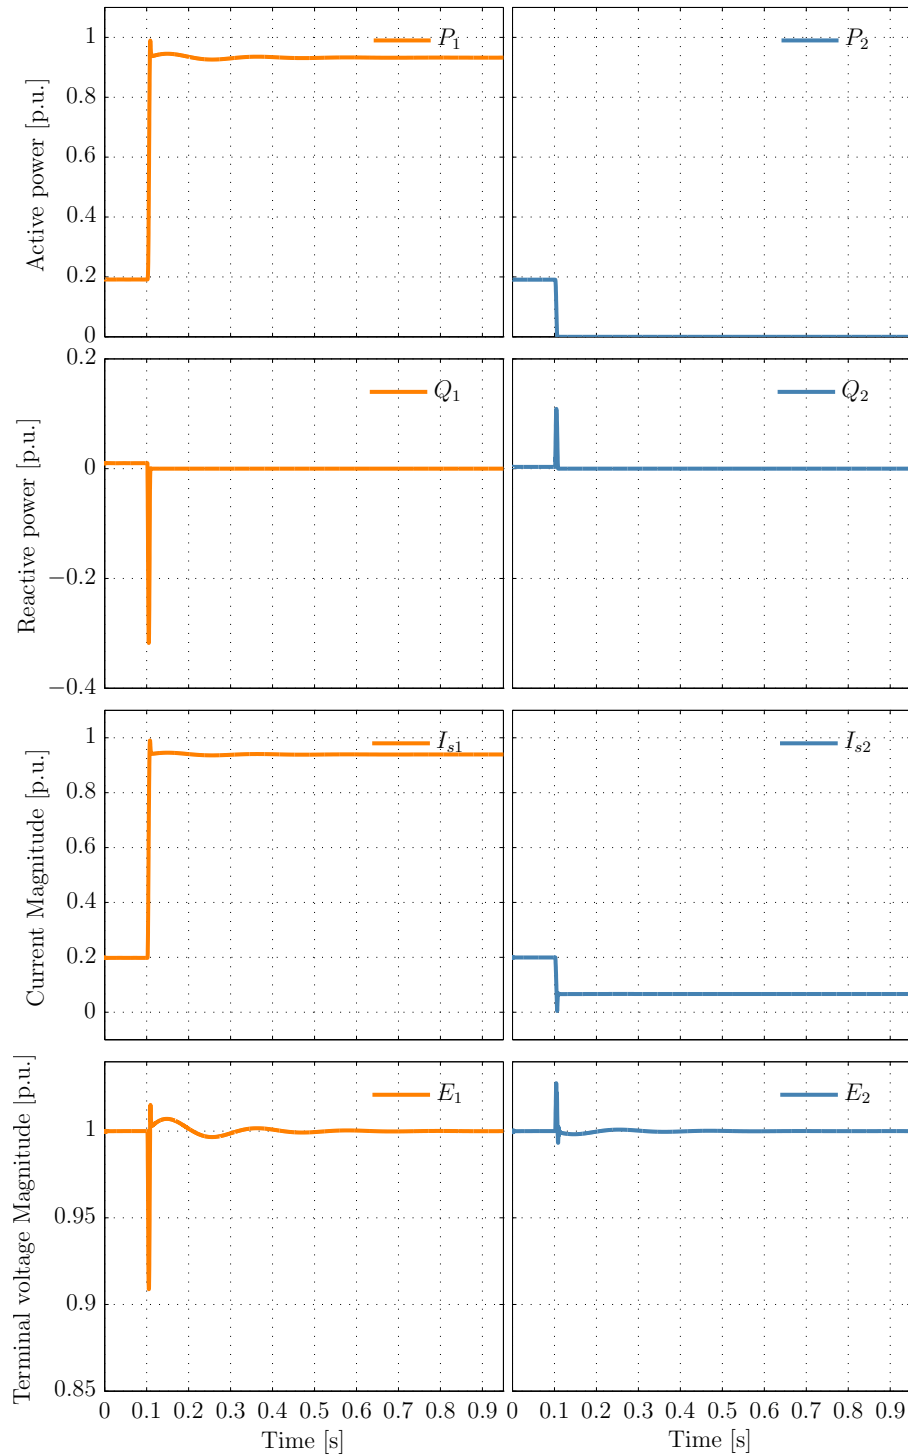 Active power [p.u.]
1
0.8
0.6
0.4
0.2
0
P1
P2
Reactive power [p.u.]
0.2
0
−0.2
−0.4
Q1
Q2
Current Magnitude [p.u.]
1
0.8
0.6
0.4
0.2
0
Is1
Is2
Terminal voltage Magnitude [p.u.]
1
0.95
0.9
0.85
E1
E2
0 0.1 0.2 0.3 0.4 0.5 0.6 0.7 0.8 0.9
0 0.1 0.2 0.3 0.4 0.5 0.6 0.7 0.8 0.9
Time [s]
Time [s]